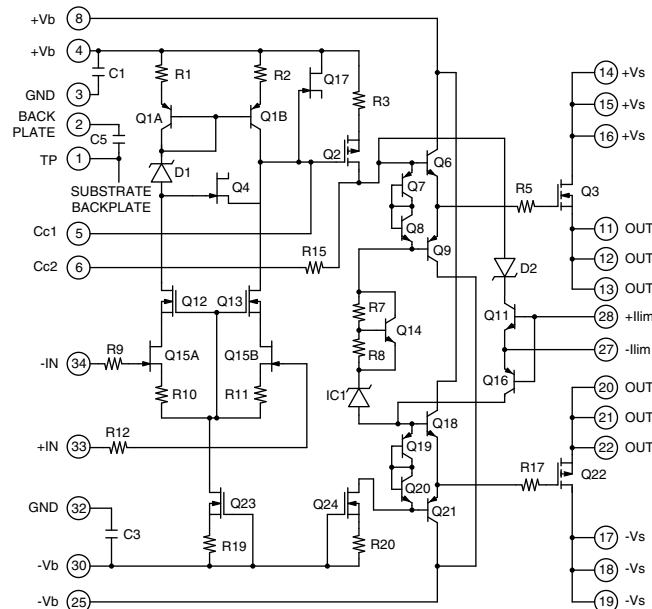 +Vb 8
+Vb 4
R1
R2
Q17
R3
C1
14 +Vs
GND 3
Q1A
Q1B
15 +Vs
BACK PLATE 2
C5
Q2
16 +Vs
TP 1
D1
Q6
SUBSTRATE BACKPLATE
Q4
Q7
R5
Q3
Cc1 5
Q8
11 OUT
Q9
Cc2 6
R15
D2
12 OUT
13 OUT
Q12
Q13
R7
Q14
Q11
28 +Ilim
R8
27 -Ilim
-IN 34
R9
Q15A
Q15B
IC1
Q16
R10
R11
20 OUT
Q18
21 OUT
+IN 33
R12
Q19
22 OUT
Q20
R17
Q22
GND 32
Q23
Q24
Q21
C3
R19
R20
17 -Vs
-Vb 30
18 -Vs
-Vb 25
19 -Vs